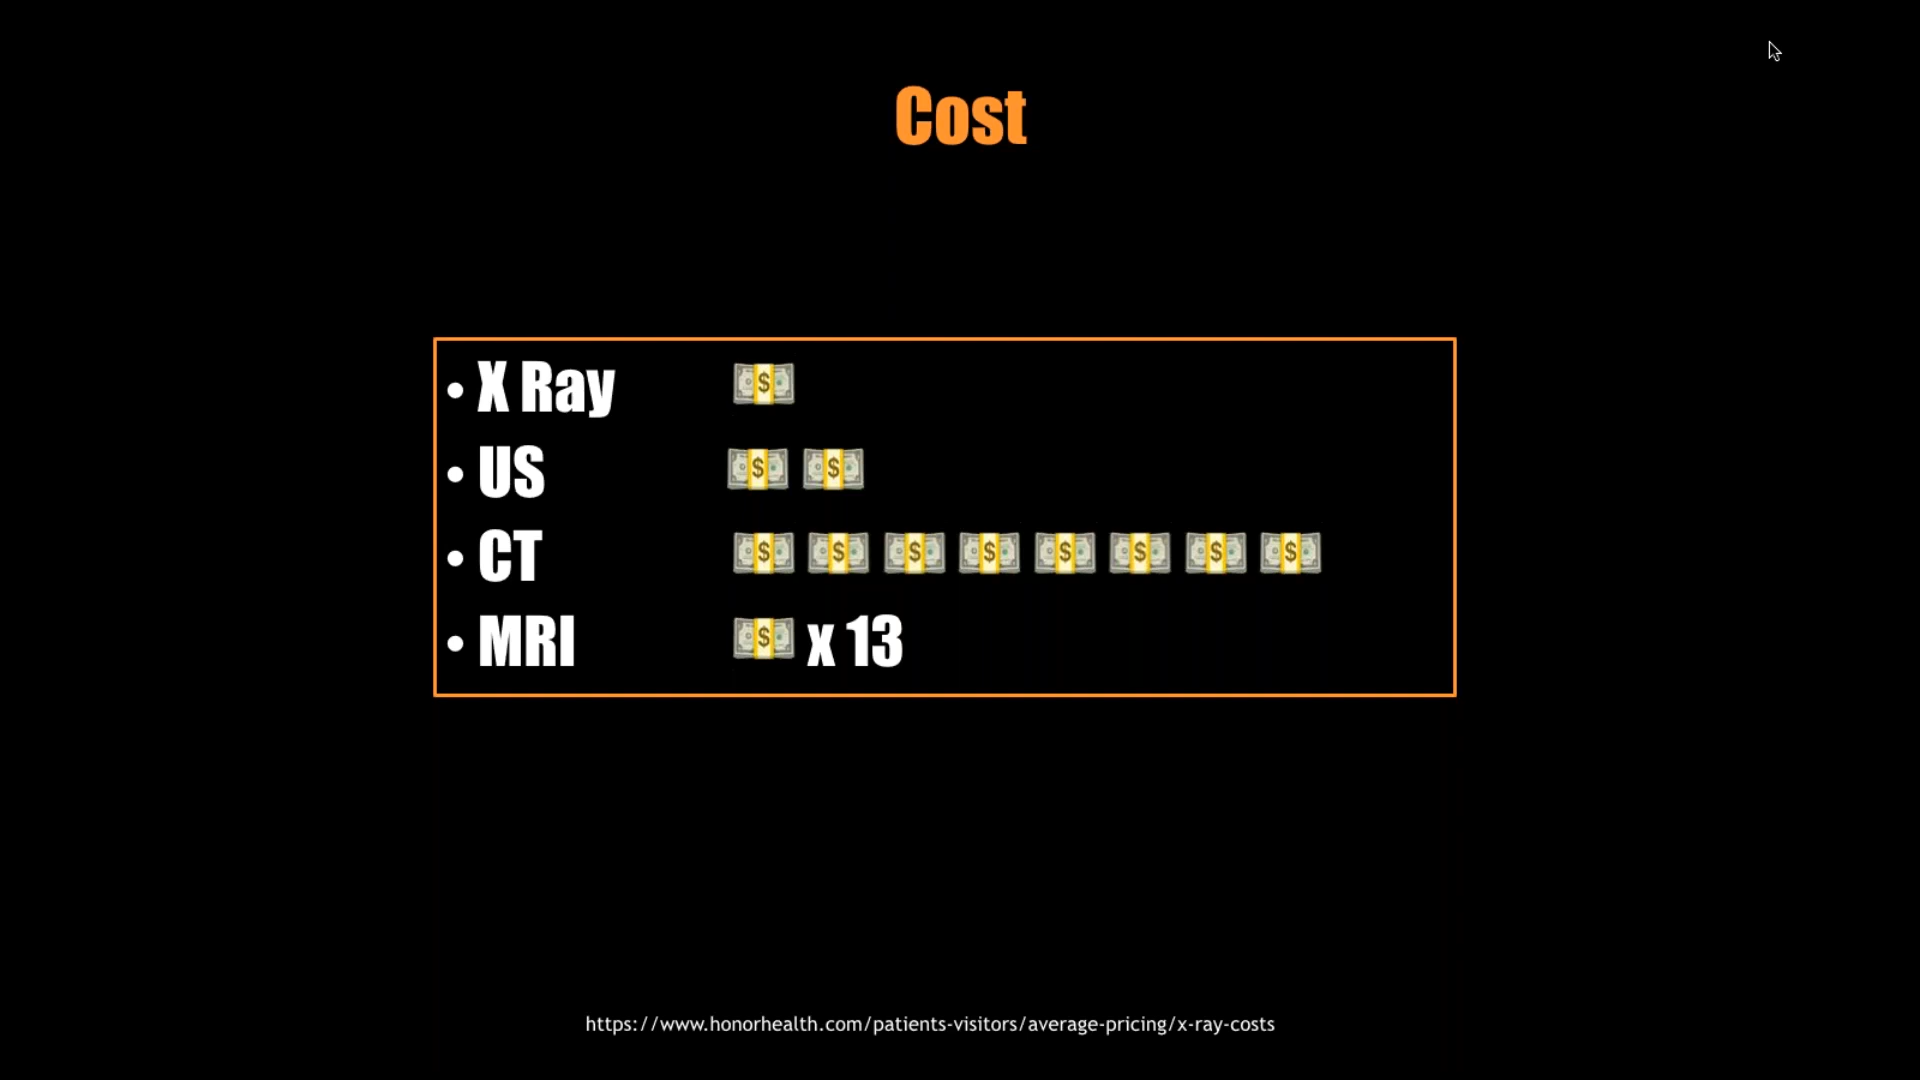 Cost
• X Ray 💵
• US 💵 💵
• CT 💵 💵 💵 💵 💵 💵 💵 💵
• MRI 💵 x 13
https://www.honorhealth.com/patients-visitors/average-pricing/x-ray-costs